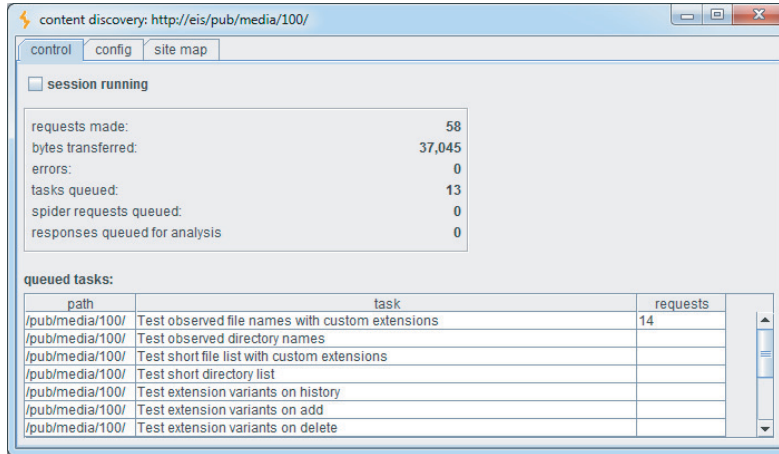 content discovery: http://eis/pub/media/100/
control config site map
session running
requests made: 58
bytes transferred: 37,045
errors: 0
tasks queued: 13
spider requests queued: 0
responses queued for analysis 0
queued tasks:
path task requests
/pub/media/100/ Test observed file names with custom extensions 14
/pub/media/100/ Test observed directory names
/pub/media/100/ Test short file list with custom extensions
/pub/media/100/ Test short directory list
/pub/media/100/ Test extension variants on history
/pub/media/100/ Test extension variants on add
/pub/media/100/ Test extension variants on delete